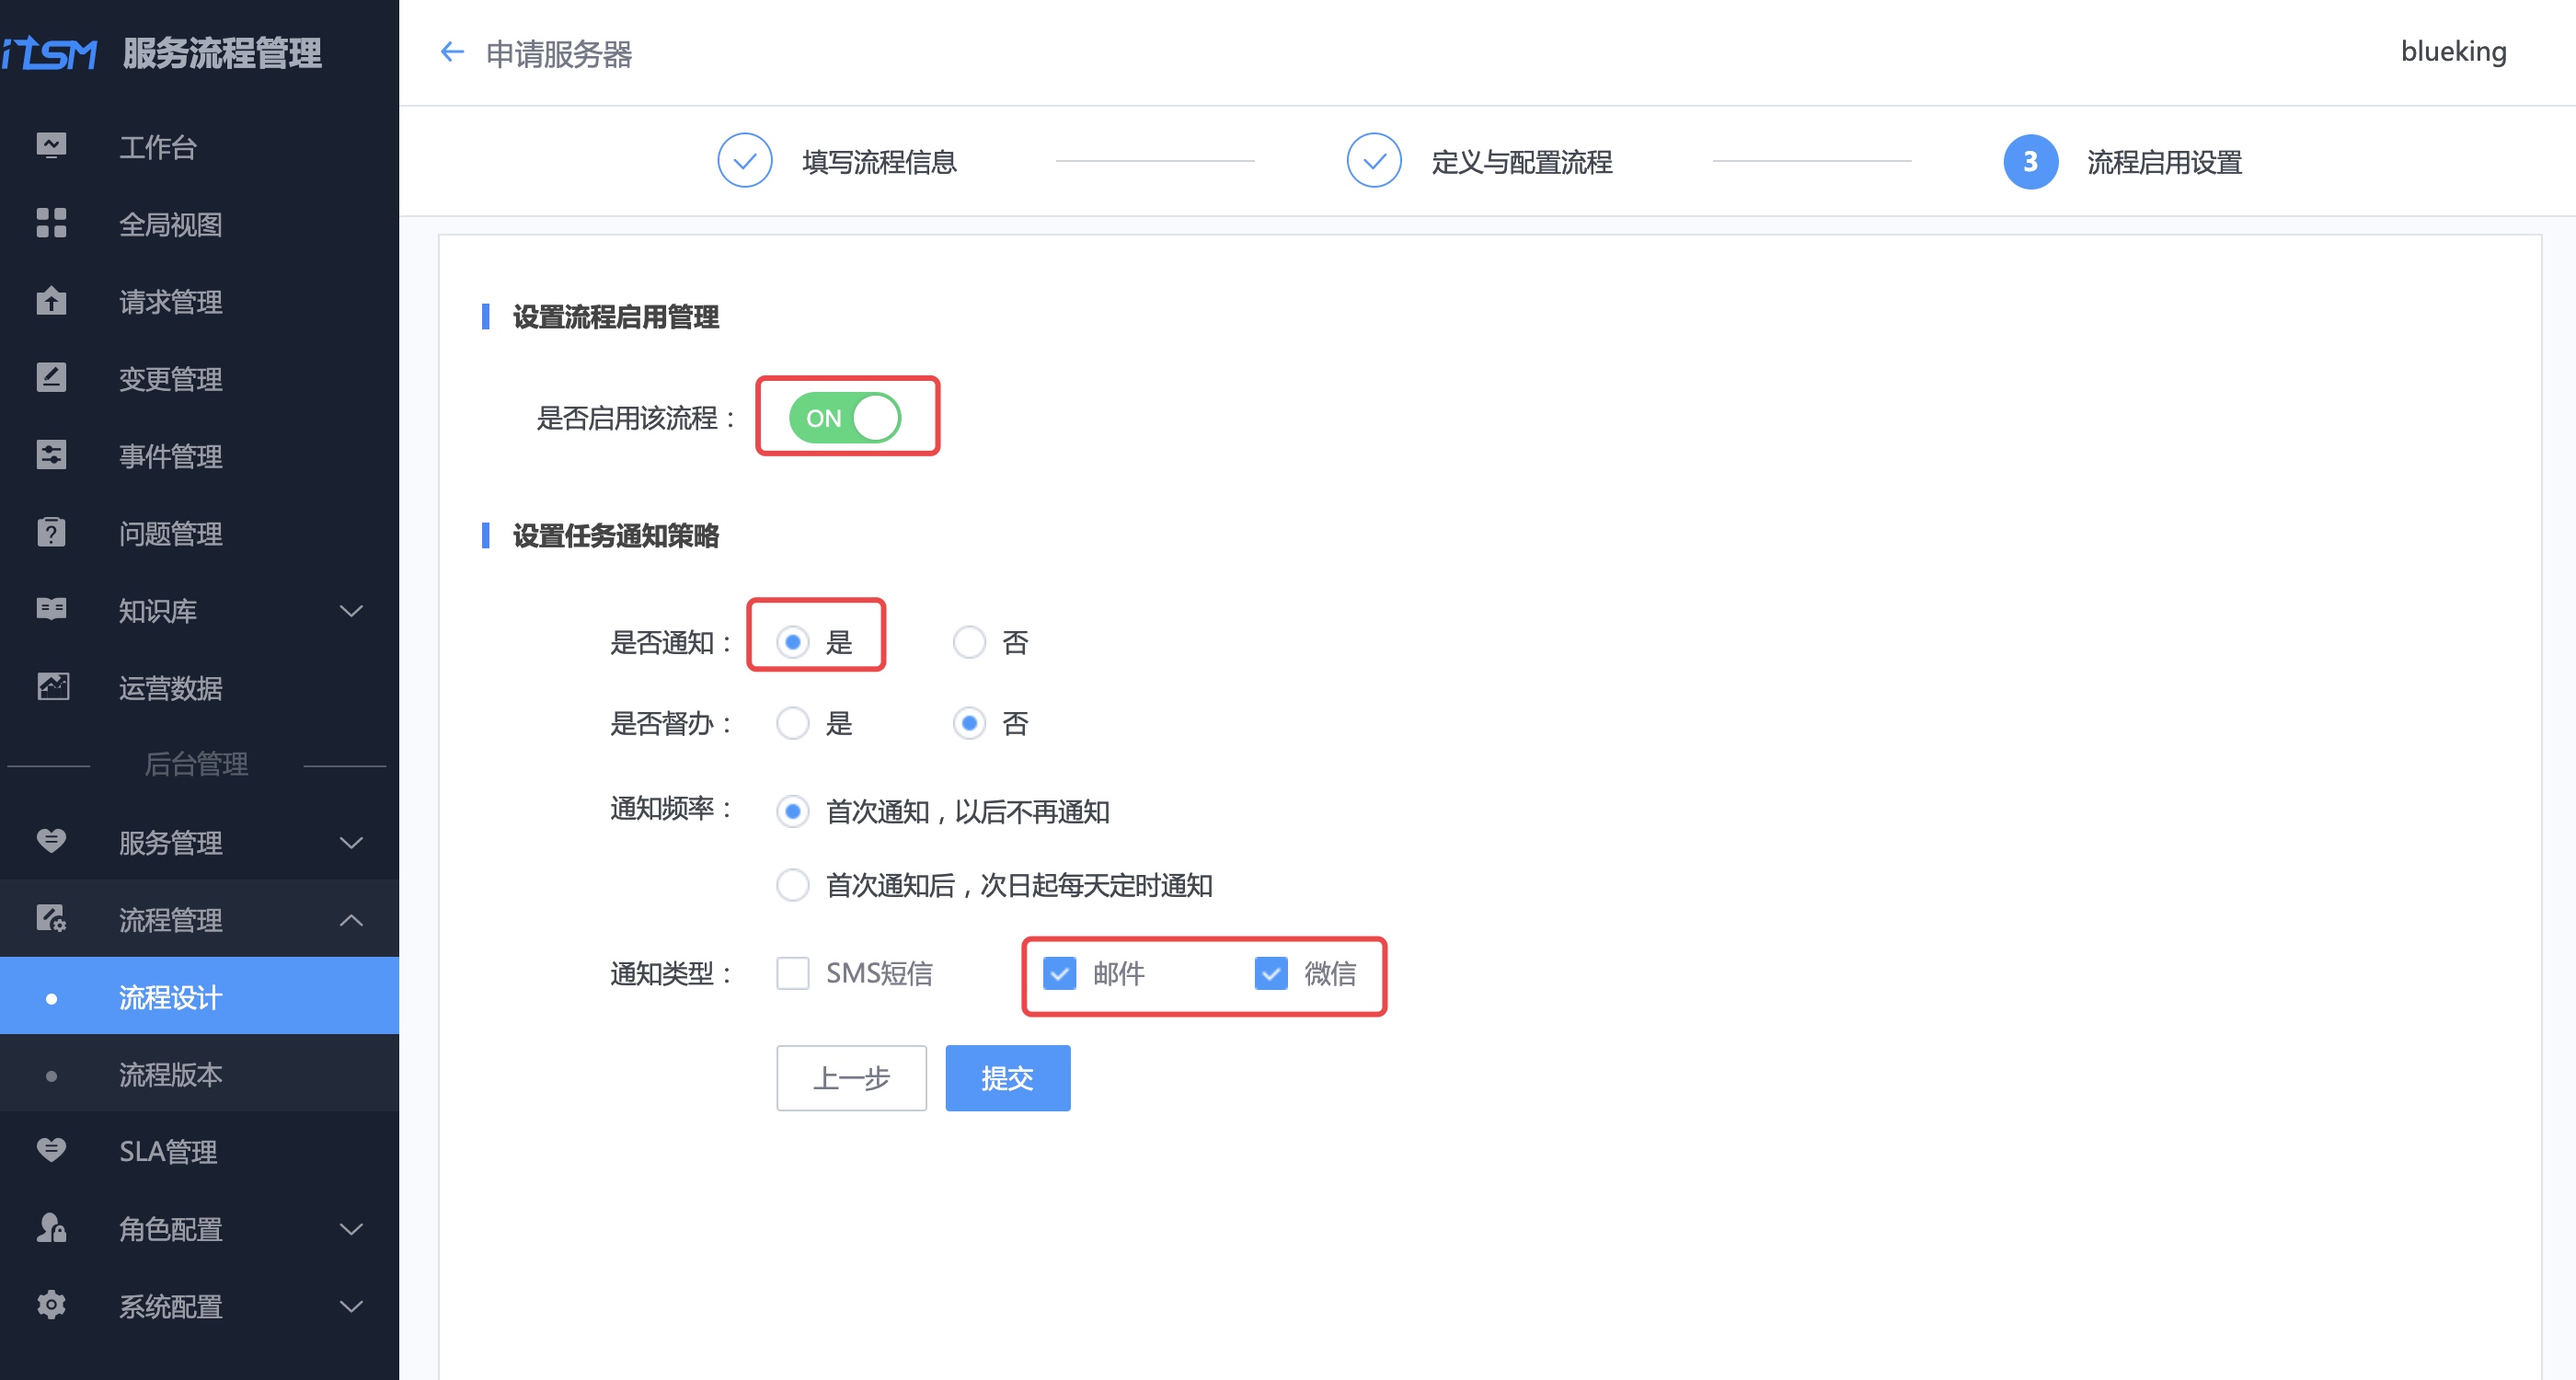 iTSM 服务流程管理
工作台
全局视图
请求管理
变更管理
事件管理
问题管理
知识库
运营数据
后台管理
服务管理
流程管理
流程设计
流程版本
SLA管理
角色配置
系统配置
申请服务器
blueking
填写流程信息
定义与配置流程
3 流程启用设置
设置流程启用管理
是否启用该流程： ON
设置任务通知策略
是否通知： 是 否
是否督办： 是 否
通知频率： 首次通知，以后不再通知
首次通知后，次日起每天定时通知
通知类型： SMS短信 邮件 微信
上一步 提交